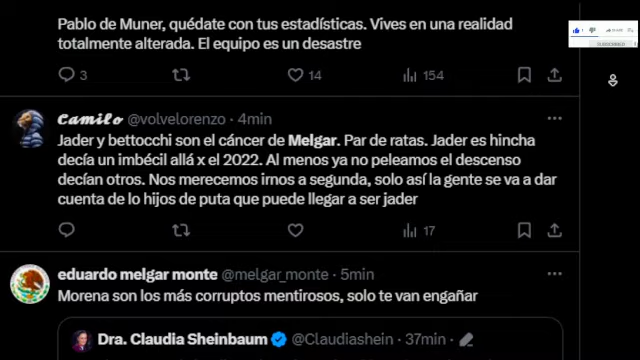 Pablo de Muner, quédate con tus estadísticas. Vives en una realidad
totalmente alterada. El equipo es un desastre
3 14 154
Camilo @volvelorenzo · 4min
Jader y bettocchi son el cáncer de Melgar. Par de ratas. Jader es hincha
decía un imbécil allá x el 2022. Al menos ya no peleamos el descenso
decían otros. Nos merecemos irnos a segunda, solo así la gente se va a dar
cuenta de lo hijos de puta que puede llegar a ser jader
17
eduardo melgar monte @melgar_monte · 5min
Morena son los más corruptos mentirosos, solo te van engañar
Dra. Claudia Sheinbaum @Claudiashein · 37min
SUBSCRIBED